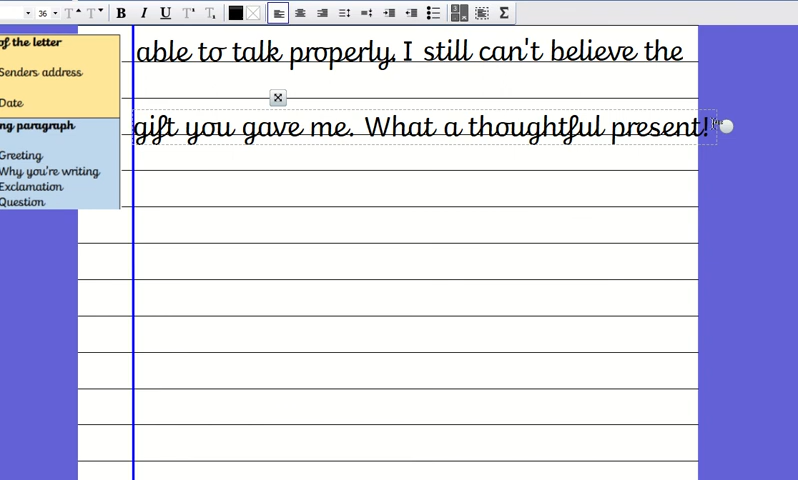 36 T T B I U T T Σ
of the letter
Senders address
Date
ng paragraph
Greeting
Why you're writing
Exclamation
Question
able to talk properly. I still can't believe the
gift you gave me. What a thoughtful present!